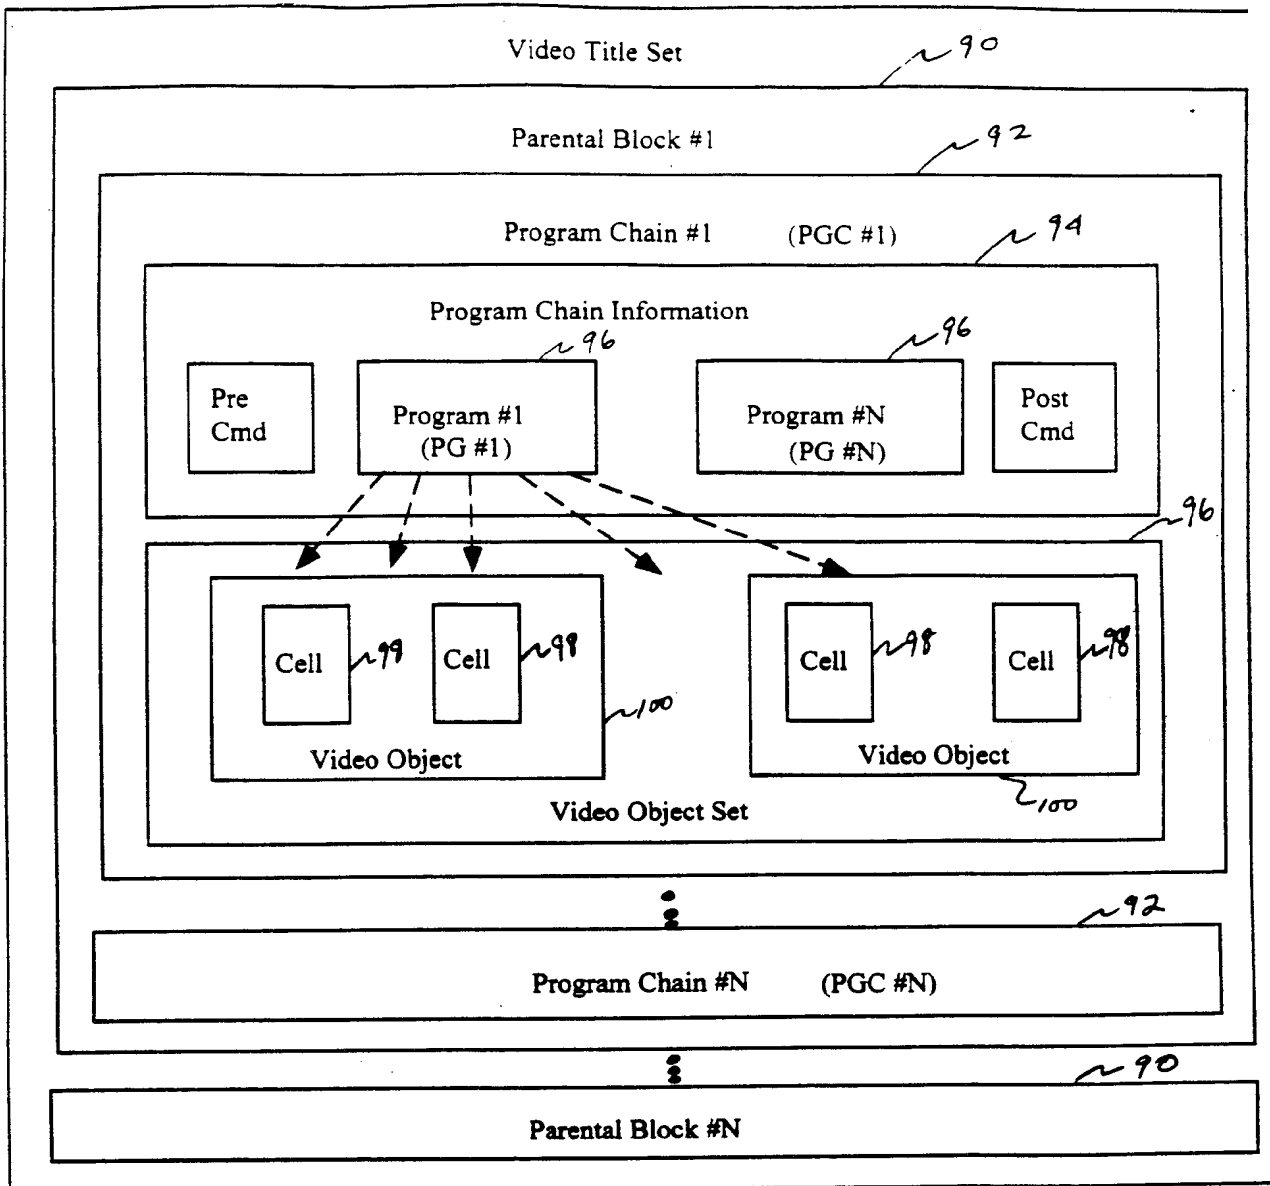 Video Title Set
90
Parental Block #1
92
Program Chain #1 (PGC #1)
94
Program Chain Information
96
96
Pre
Cmd
Program #1
(PG #1)
Program #N
(PG #N)
Post
Cmd
96
Cell
98
Cell
98
Cell
98
Cell
98
100
Video Object
Video Object
100
Video Object Set
92
Program Chain #N (PGC #N)
90
Parental Block #N